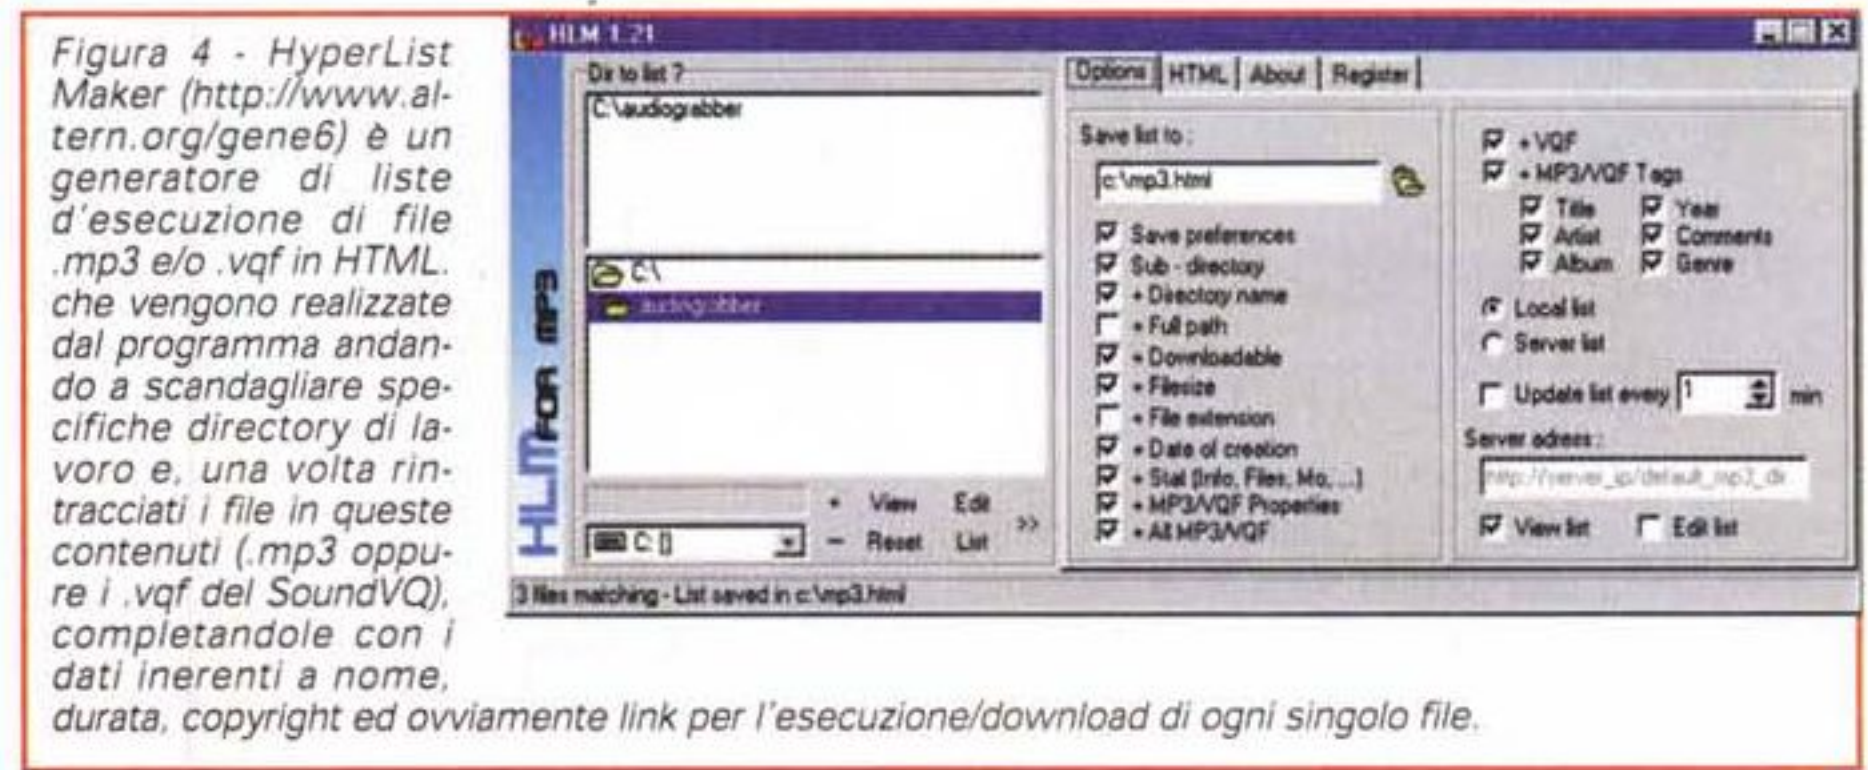 Figura 4 - HyperList
Maker (http://www.al-
tern.org/gene6) è un
generatore di liste
d'esecuzione di file
.mp3 e/o .vqf in HTML.
che vengono realizzate
dal programma andan-
do a scandagliare spe-
cifiche directory di la-
voro e, una volta rin-
tracciati i file in queste
contenuti (.mp3 oppu-
re i .vqf del SoundVQ),
completandole con i
dati inerenti a nome,
durata, copyright ed ovviamente link per l'esecuzione/download di ogni singolo file.
HLM 1.21
HLM FOR MP3
Dir to list ?
C:\audiograbber
C:\
audiograbber
+ View Edit
C: []
- Reset List >>
Options HTML About Register
Save list to :
c:\mp3.html
Save preferences
Sub - directory
+ Directory name
+ Full path
+ Downloadable
+ Filesize
+ File extension
+ Date of creation
+ Stat (Info, Files, Mo, ...)
+ MP3/VQF Properties
+ All MP3/VQF
+ VQF
+ MP3/VQF Tags
Title Year
Artist Comments
Album Genre
Local list
Server list
Update list every 1 min
Server adress :
http://server_ip/default_mp3_dir
View list Edit list
3 files matching - List saved in c:\mp3.html